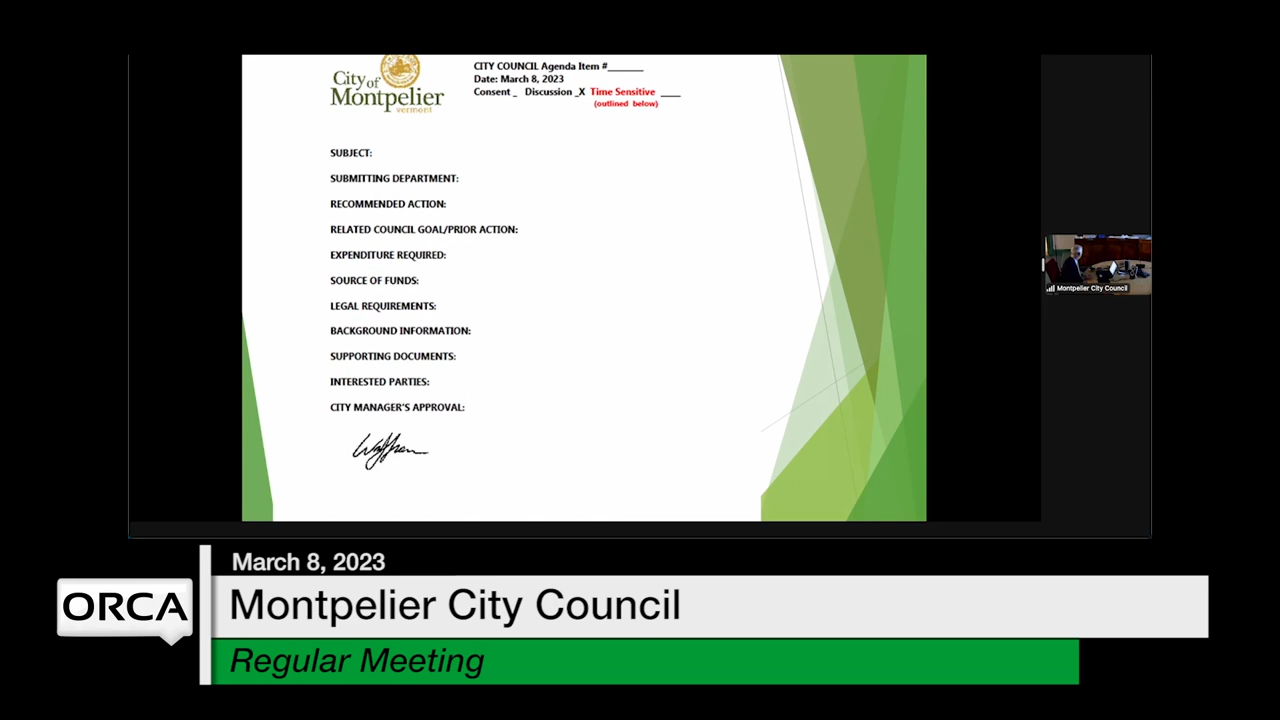 City of
Montpelier
vermont
CITY COUNCIL Agenda Item #______
Date: March 8, 2023
Consent _ Discussion _X Time Sensitive ____
(outlined below)
SUBJECT:
SUBMITTING DEPARTMENT:
RECOMMENDED ACTION:
RELATED COUNCIL GOAL/PRIOR ACTION:
EXPENDITURE REQUIRED:
SOURCE OF FUNDS:
LEGAL REQUIREMENTS:
BACKGROUND INFORMATION:
SUPPORTING DOCUMENTS:
INTERESTED PARTIES:
CITY MANAGER'S APPROVAL:
Montpelier City Council
March 8, 2023
ORCA
Montpelier City Council
Regular Meeting